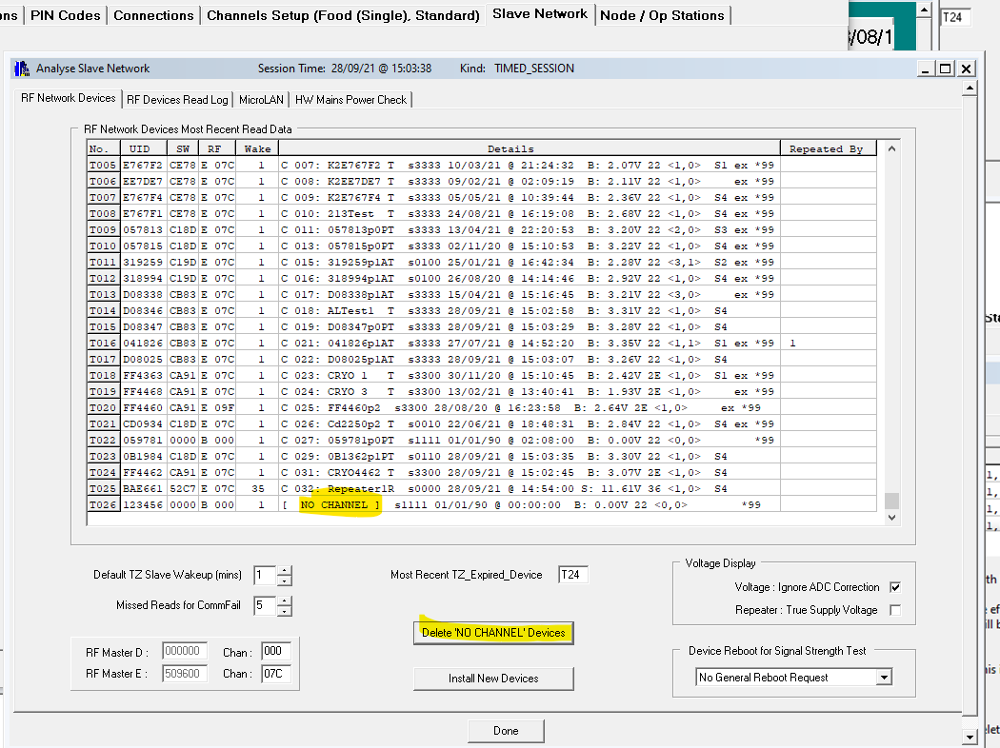 ons PIN Codes Connections Channels Setup (Food (Single), Standard) Slave Network Node / Op Stations T24
/08/1
Analyse Slave Network Session Time: 28/09/21 @ 15:03:38 Kind: TIMED_SESSION
RF Network Devices RF Devices Read Log MicroLAN HW Mains Power Check
RF Network Devices Most Recent Read Data
No. UID SW RF Wake Details Repeated By
T005 E767F2 CE78 E 07C 1 C 007: K2E767F2 T s3333 10/03/21 @ 21:24:32 B: 2.07V 22 <1,0> S1 ex *99
T006 EE7DE7 CE78 E 07C 1 C 008: K2EE7DE7 T s3333 09/02/21 @ 02:09:19 B: 2.11V 22 <1,0> ex *99
T007 E767F4 CE78 E 07C 1 C 009: K2E767F4 T s3333 05/05/21 @ 10:39:44 B: 2.36V 22 <1,0> S4 ex *99
T008 E767F1 CE78 E 07C 1 C 010: 213Test T s3333 24/08/21 @ 16:19:08 B: 2.68V 22 <1,0> S4 ex *99
T009 057813 C18D E 07C 1 C 011: 057813p0PT s3333 13/04/21 @ 22:20:53 B: 3.20V 22 <2,0> S3 ex *99
T010 057815 C18D E 07C 1 C 013: 057815p0PT s3333 02/11/20 @ 15:10:53 B: 3.22V 22 <1,0> S4 ex *99
T011 319259 C19D E 07C 1 C 015: 319259p1AT s0100 25/01/21 @ 16:42:34 B: 2.28V 22 <3,1> S2 ex *99
T012 318994 C19D E 07C 1 C 016: 318994p1AT s0100 26/08/20 @ 14:14:46 B: 2.92V 22 <1,0> S4 ex *99
T013 D08338 CB83 E 07C 1 C 017: D08338p1AT s3333 15/04/21 @ 15:16:45 B: 3.21V 22 <3,0> ex *99
T014 D08346 CB83 E 07C 1 C 018: ALTest1 T s3333 28/09/21 @ 15:02:58 B: 3.31V 22 <1,0> S4
T015 D08347 CB83 E 07C 1 C 019: D08347p0PT s3333 28/09/21 @ 15:03:29 B: 3.28V 22 <1,0> S4
T016 041826 CB83 E 07C 1 C 021: 041826p1AT s3333 27/07/21 @ 14:52:20 B: 3.35V 22 <1,1> S1 ex *99 1
T017 D08025 CB83 E 07C 1 C 022: D08025p1AT s3333 28/09/21 @ 15:03:07 B: 3.26V 22 <1,0> S4
T018 FF4363 CA91 E 07C 1 C 023: CRYO 1 T s3300 30/11/20 @ 15:10:45 B: 2.42V 2E <1,0> S1 ex *99
T019 FF4468 CA91 E 07C 1 C 024: CRYO 3 T s3300 13/02/21 @ 13:40:41 B: 1.93V 2E <1,0> ex *99
T020 FF4460 CA91 E 09F 1 C 025: FF4460p2 s3300 28/08/20 @ 16:23:58 B: 2.64V 2E <1,0> ex *99
T021 CD0934 C18D E 07C 1 C 026: Cd2250p2 T s0010 22/06/21 @ 18:48:31 B: 2.84V 22 <1,0> S4 ex *99
T022 059781 0000 B 000 1 C 027: 059781p0PT s1111 01/01/90 @ 02:08:00 B: 0.00V 22 <0,0> *99
T023 0B1984 C18D E 07C 1 C 029: 0B1362p1PT s0110 28/09/21 @ 15:03:35 B: 3.30V 22 <1,0> S4
T024 FF4462 CA91 E 07C 1 C 031: CRYO4462 T s3300 28/09/21 @ 15:02:45 B: 3.07V 2E <1,0> S4
T025 BAE661 52C7 E 07C 35 C 032: Repeater1R s0000 28/09/21 @ 14:54:00 S: 11.61V 36 <1,0> S4
T026 123456 0000 B 000 1 [ NO CHANNEL ] s1111 01/01/90 @ 00:00:00 B: 0.00V 22 <0,0> *99
Default TZ Slave Wakeup (mins) 1 Most Recent TZ_Expired_Device T24
Missed Reads for CommFail 5
Voltage Display
Voltage : Ignore ADC Correction
Repeater : True Supply Voltage
Delete 'NO CHANNEL' Devices
RF Master D : 000000 Chan : 000
RF Master E : 509600 Chan : 07C
Install New Devices
Device Reboot for Signal Strength Test
No General Reboot Request
Done